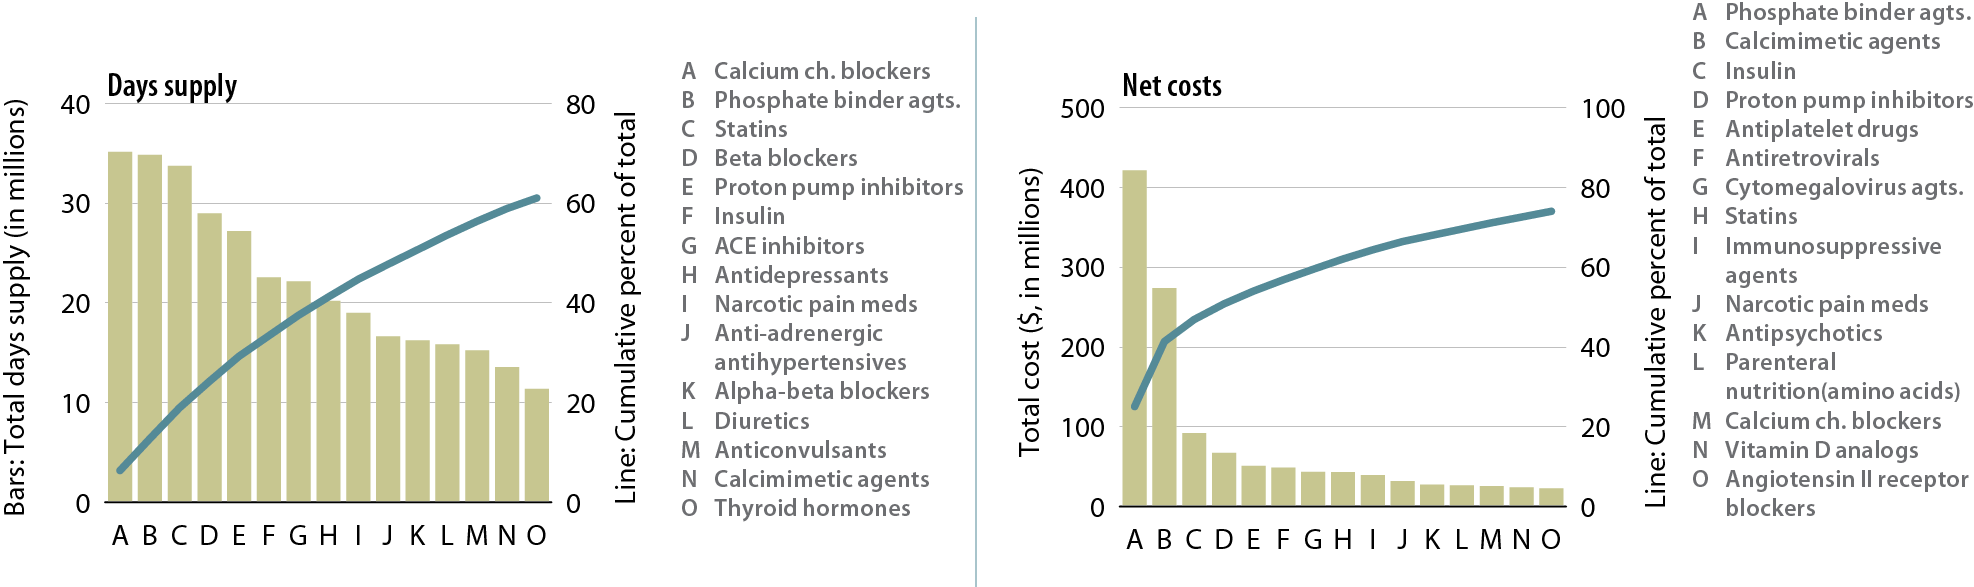 Days supply
Bars: Total days supply (in millions)
40
30
20
10
0
80
60
40
20
0
Line: Cumulative percent of total
A B C D E F G H I J K L M N O
A Calcium ch. blockers
B Phosphate binder agts.
C Statins
D Beta blockers
E Proton pump inhibitors
F Insulin
G ACE inhibitors
H Antidepressants
I Narcotic pain meds
J Anti-adrenergic
antihypertensives
K Alpha-beta blockers
L Diuretics
M Anticonvulsants
N Calcimimetic agents
O Thyroid hormones
Net costs
Total cost ($, in millions)
500
400
300
200
100
0
100
80
60
40
20
0
Line: Cumulative percent of total
A B C D E F G H I J K L M N O
A Phosphate binder agts.
B Calcimimetic agents
C Insulin
D Proton pump inhibitors
E Antiplatelet drugs
F Antiretrovirals
G Cytomegalovirus agts.
H Statins
I Immunosuppressive
agents
J Narcotic pain meds
K Antipsychotics
L Parenteral
nutrition(amino acids)
M Calcium ch. blockers
N Vitamin D analogs
O Angiotensin II receptor
blockers